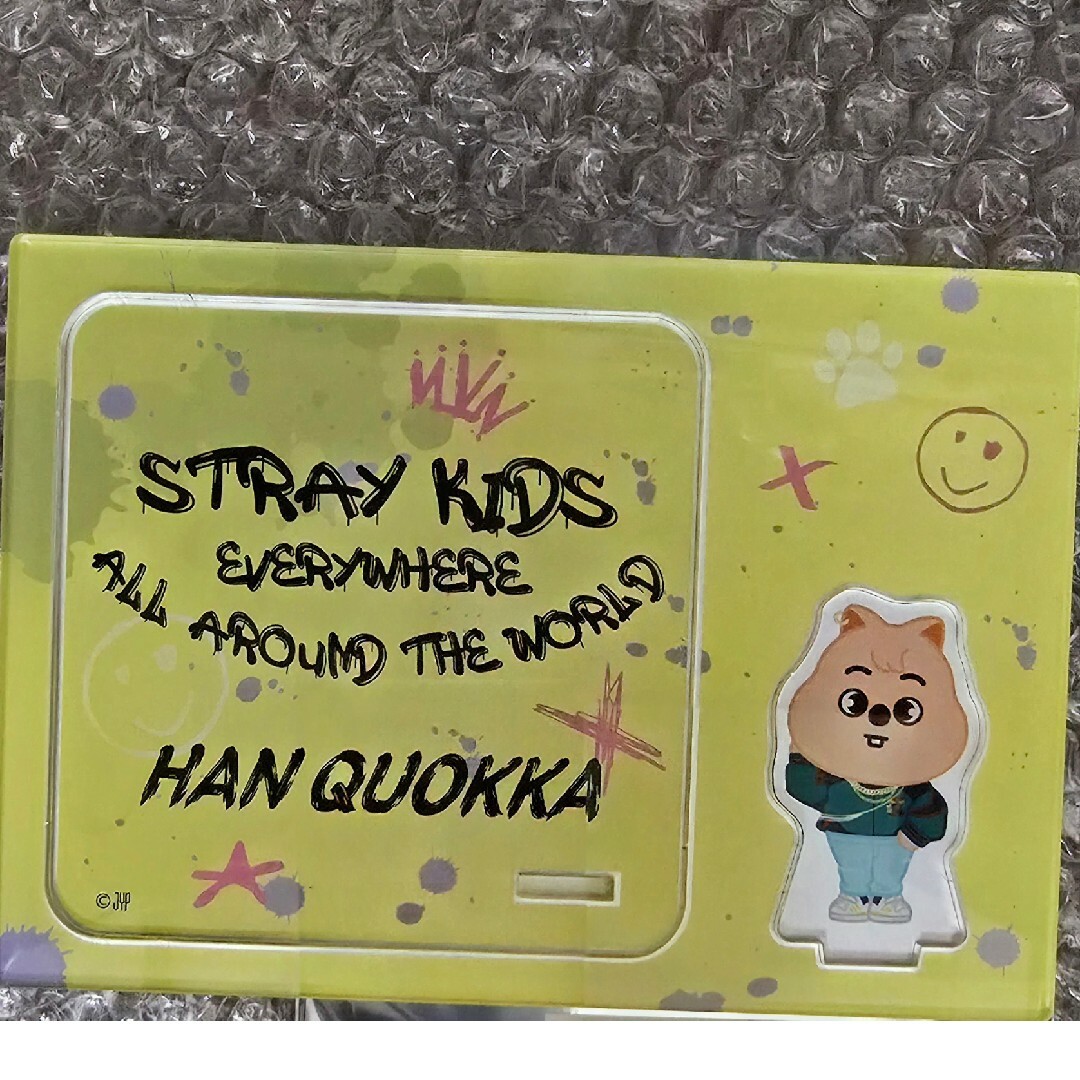 STRAY KIDS
EVERYWHERE
ALL AROUND THE WORLD
HAN QUOKKA
© JYP